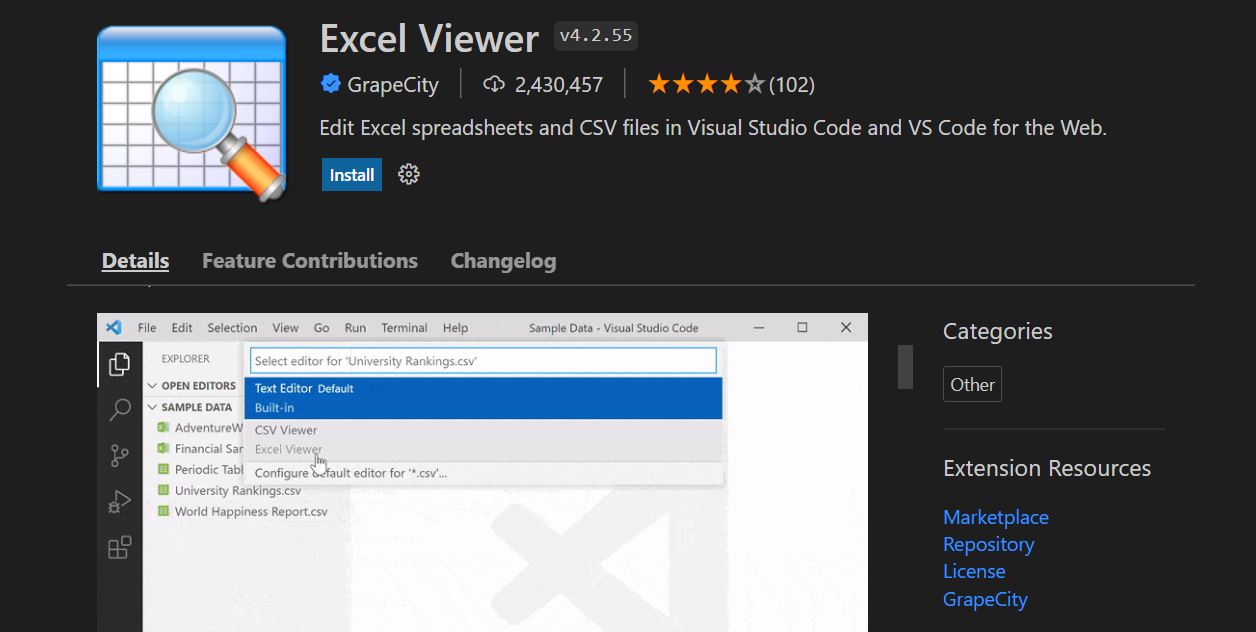 Excel Viewer v4.2.55
GrapeCity 2,430,457 (102)
Edit Excel spreadsheets and CSV files in Visual Studio Code and VS Code for the Web.
Install
Details Feature Contributions Changelog
File Edit Selection View Go Run Terminal Help Sample Data - Visual Studio Code
EXPLORER
Select editor for 'University Rankings.csv'
Text Editor Default
Built-in
CSV Viewer
Excel Viewer
Configure default editor for '*.csv'...
OPEN EDITORS
SAMPLE DATA
AdventureW
Financial Sar
Periodic Tabl
University Rankings.csv
World Happiness Report.csv
Categories
Other
Extension Resources
Marketplace
Repository
License
GrapeCity